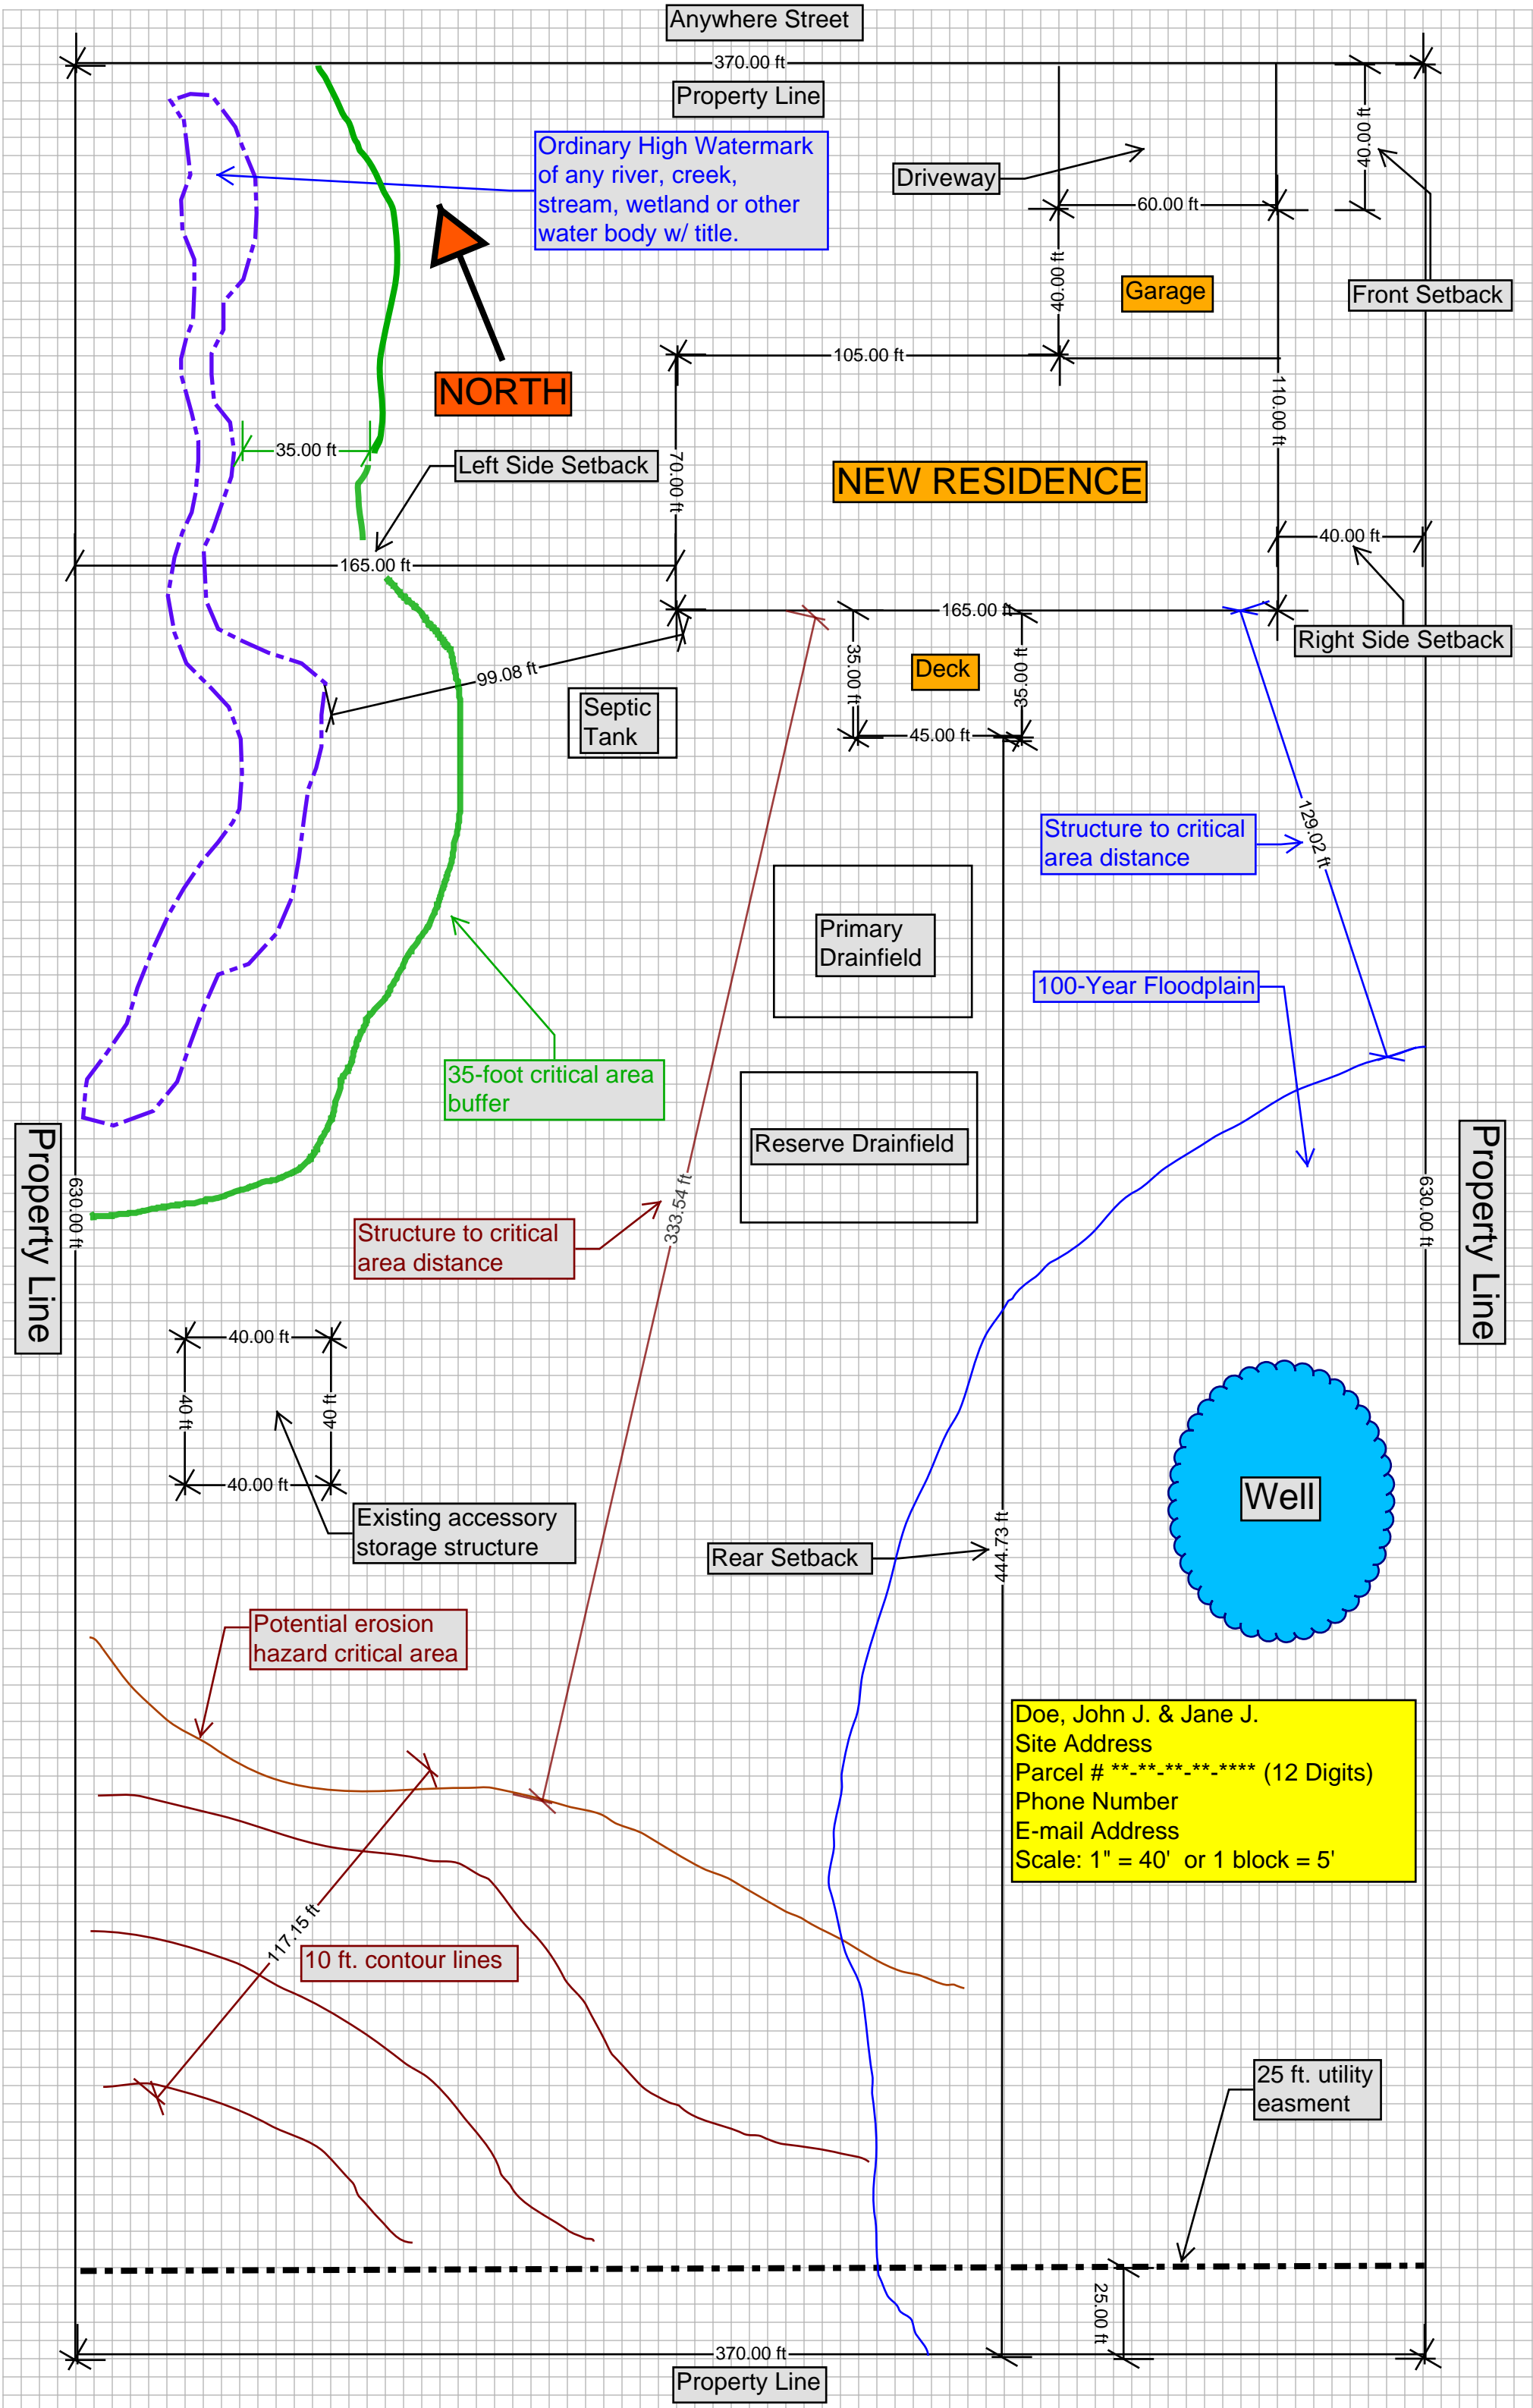 Anywhere Street
370.00 ft
Property Line
Ordinary High Watermark
of any river, creek,
stream, wetland or other
water body w/ title.
Driveway
40.00 ft
60.00 ft
40.00 ft
Garage
Front Setback
105.00 ft
NORTH
110.00 ft
35.00 ft
Left Side Setback
70.00 ft
NEW RESIDENCE
40.00 ft
165.00 ft
165.00 ft
Right Side Setback
99.08 ft
35.00 ft
Deck
35.00 ft
Septic
Tank
45.00 ft
Structure to critical
area distance
129.02 ft
Primary
Drainfield
100-Year Floodplain
35-foot critical area
buffer
Reserve Drainfield
Property Line
630.00 ft
333.54 ft
630.00 ft
Property Line
Structure to critical
area distance
40.00 ft
40 ft
40 ft
40.00 ft
Existing accessory
storage structure
Well
Rear Setback
444.73 ft
Potential erosion
hazard critical area
Doe, John J. & Jane J.
Site Address
Parcel # **-**-**-**-**** (12 Digits)
Phone Number
E-mail Address
Scale: 1" = 40'  or 1 block = 5'
117.15 ft
10 ft. contour lines
25 ft. utility
easment
25.00 ft
370.00 ft
Property Line